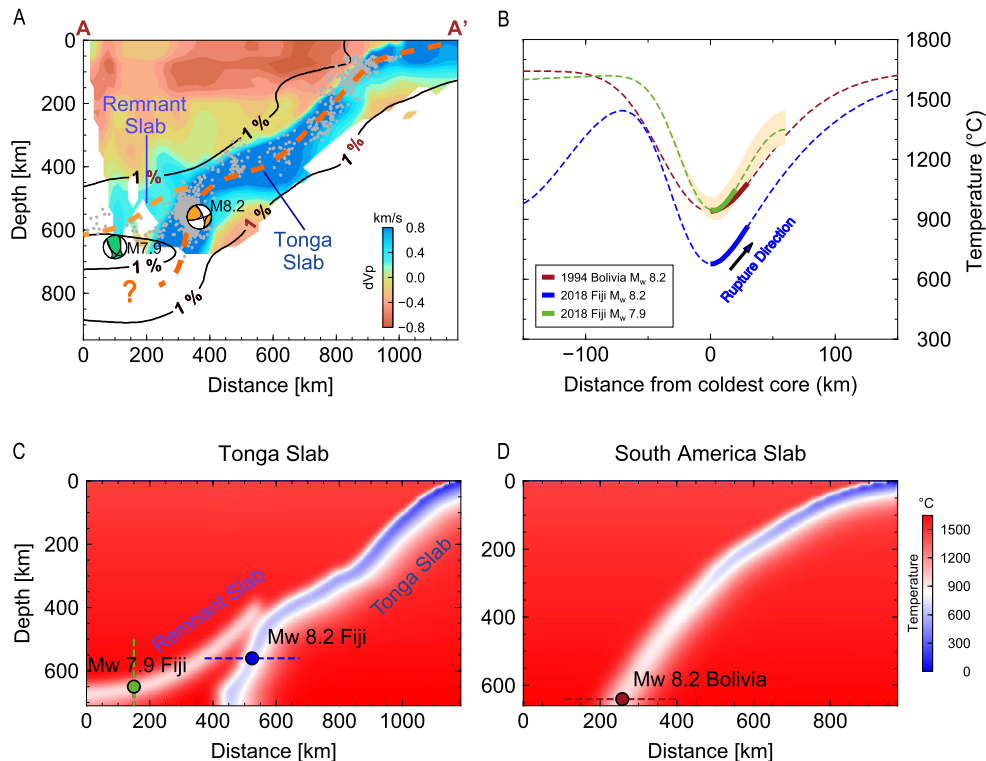 A
A
A’
0
200
400
600
800
Depth [km]
0
200
400
600
800
1000
Distance [km]
Remnant
Slab
1 %
1 %
1 %
1 %
1 %
1 %
M8.2
M7.9
Tonga
Slab
?
km/s
0.8
0.4
0.0
−0.4
−0.8
dVp
B
1800
1500
1200
900
600
300
Temperature (°C)
−100
0
100
Distance from coldest core (km)
Rupture Direction
1994 Bolivia Mw 8.2
2018 Fiji Mw 8.2
2018 Fiji Mw 7.9
C
Tonga Slab
0
200
400
600
Depth [km]
0
200
400
600
800
1000
Distance [km]
Remnant Slab
Tonga Slab
Mw 8.2 Fiji
Mw 7.9 Fiji
D
South America Slab
0
200
400
600
0
200
400
600
800
Distance [km]
Mw 8.2 Bolivia
°C
1500
1200
900
600
300
0
Temperature